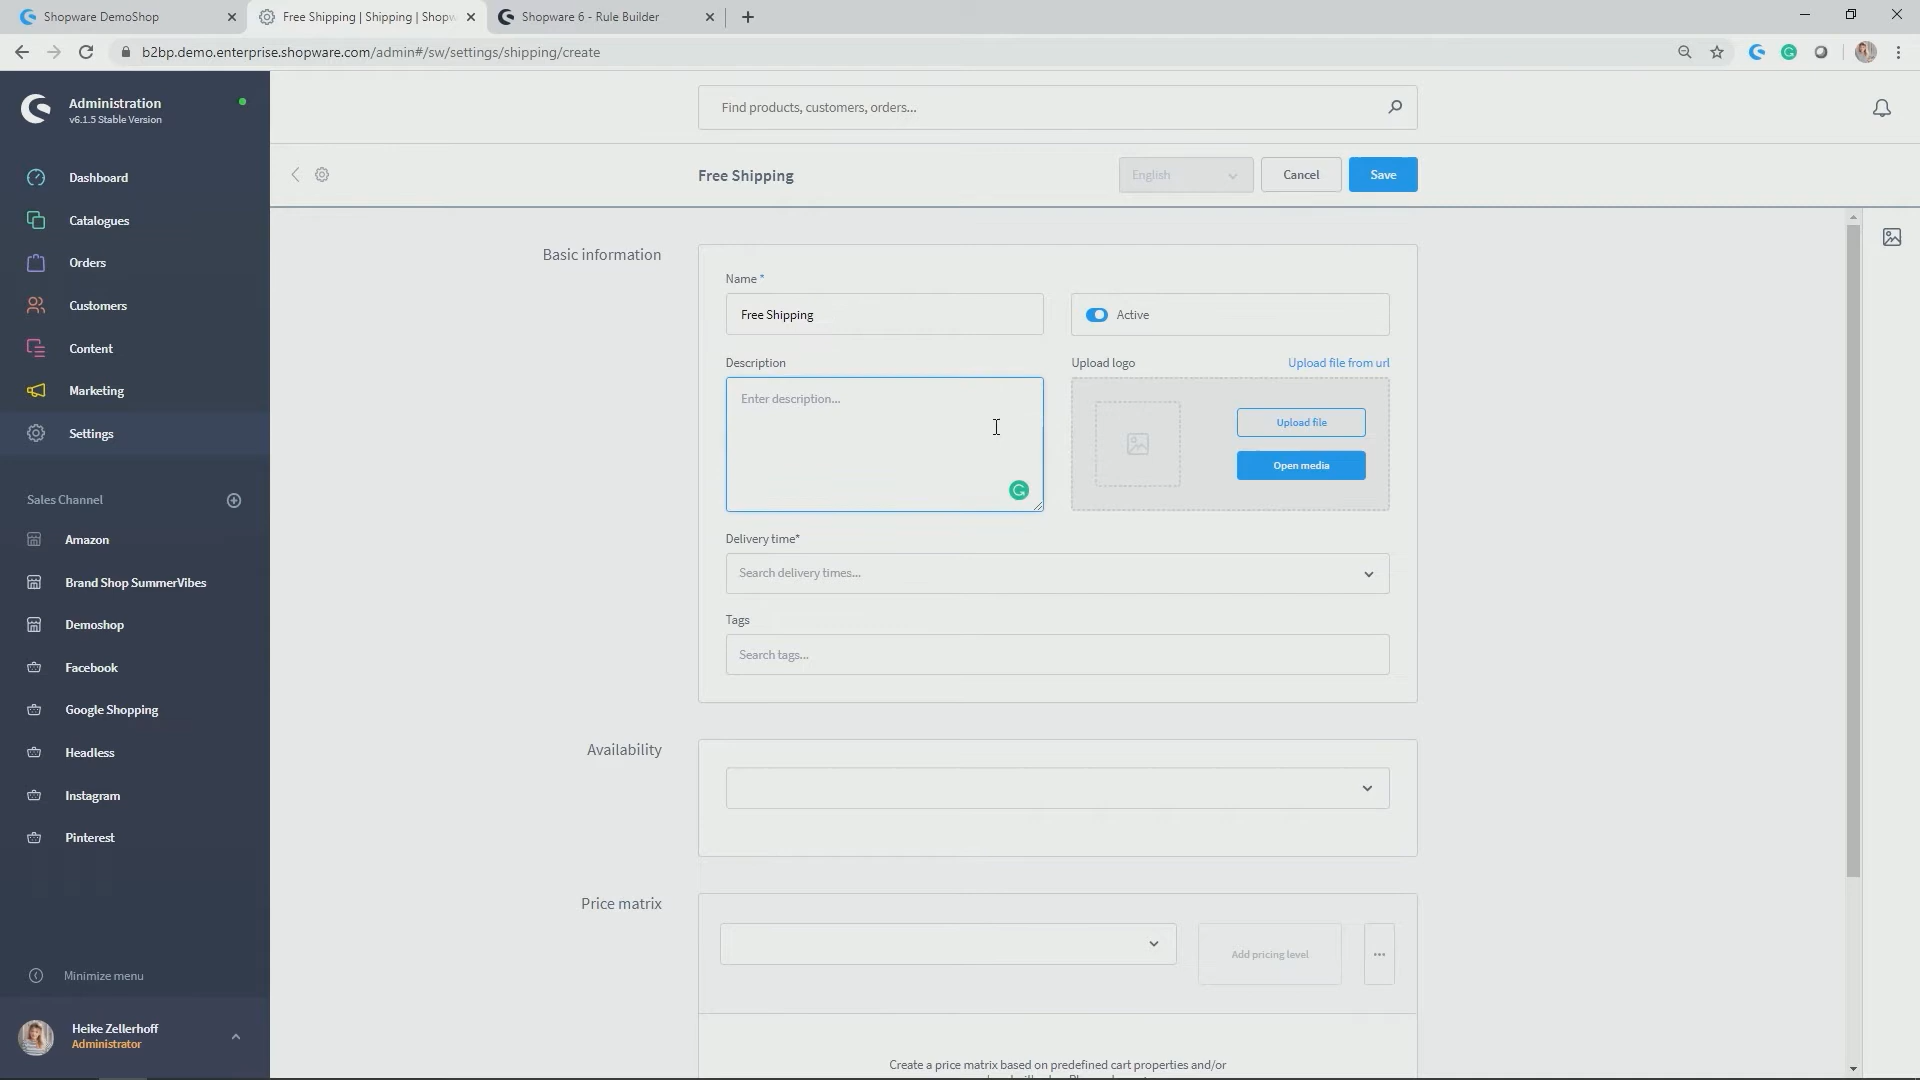 Shopware DemoShop
Free Shipping | Shipping | Shopw
Shopware 6 - Rule Builder
b2bp.demo.enterprise.shopware.com/admin#/sw/settings/shipping/create
Administration
v6.1.5 Stable Version
Find products, customers, orders...
Free Shipping
English
Cancel
Save
Dashboard
Catalogues
Orders
Customers
Content
Marketing
Settings
Sales Channel
Amazon
Brand Shop SummerVibes
Demoshop
Facebook
Google Shopping
Headless
Instagram
Pinterest
Minimize menu
Heike Zellerhoff
Administrator
Basic information
Name *
Free Shipping
Active
Description
Enter description...
Upload logo
Upload file from url
Upload file
Open media
Delivery time*
Search delivery times...
Tags
Search tags...
Availability
Price matrix
Add pricing level
Create a price matrix based on predefined cart properties and/or